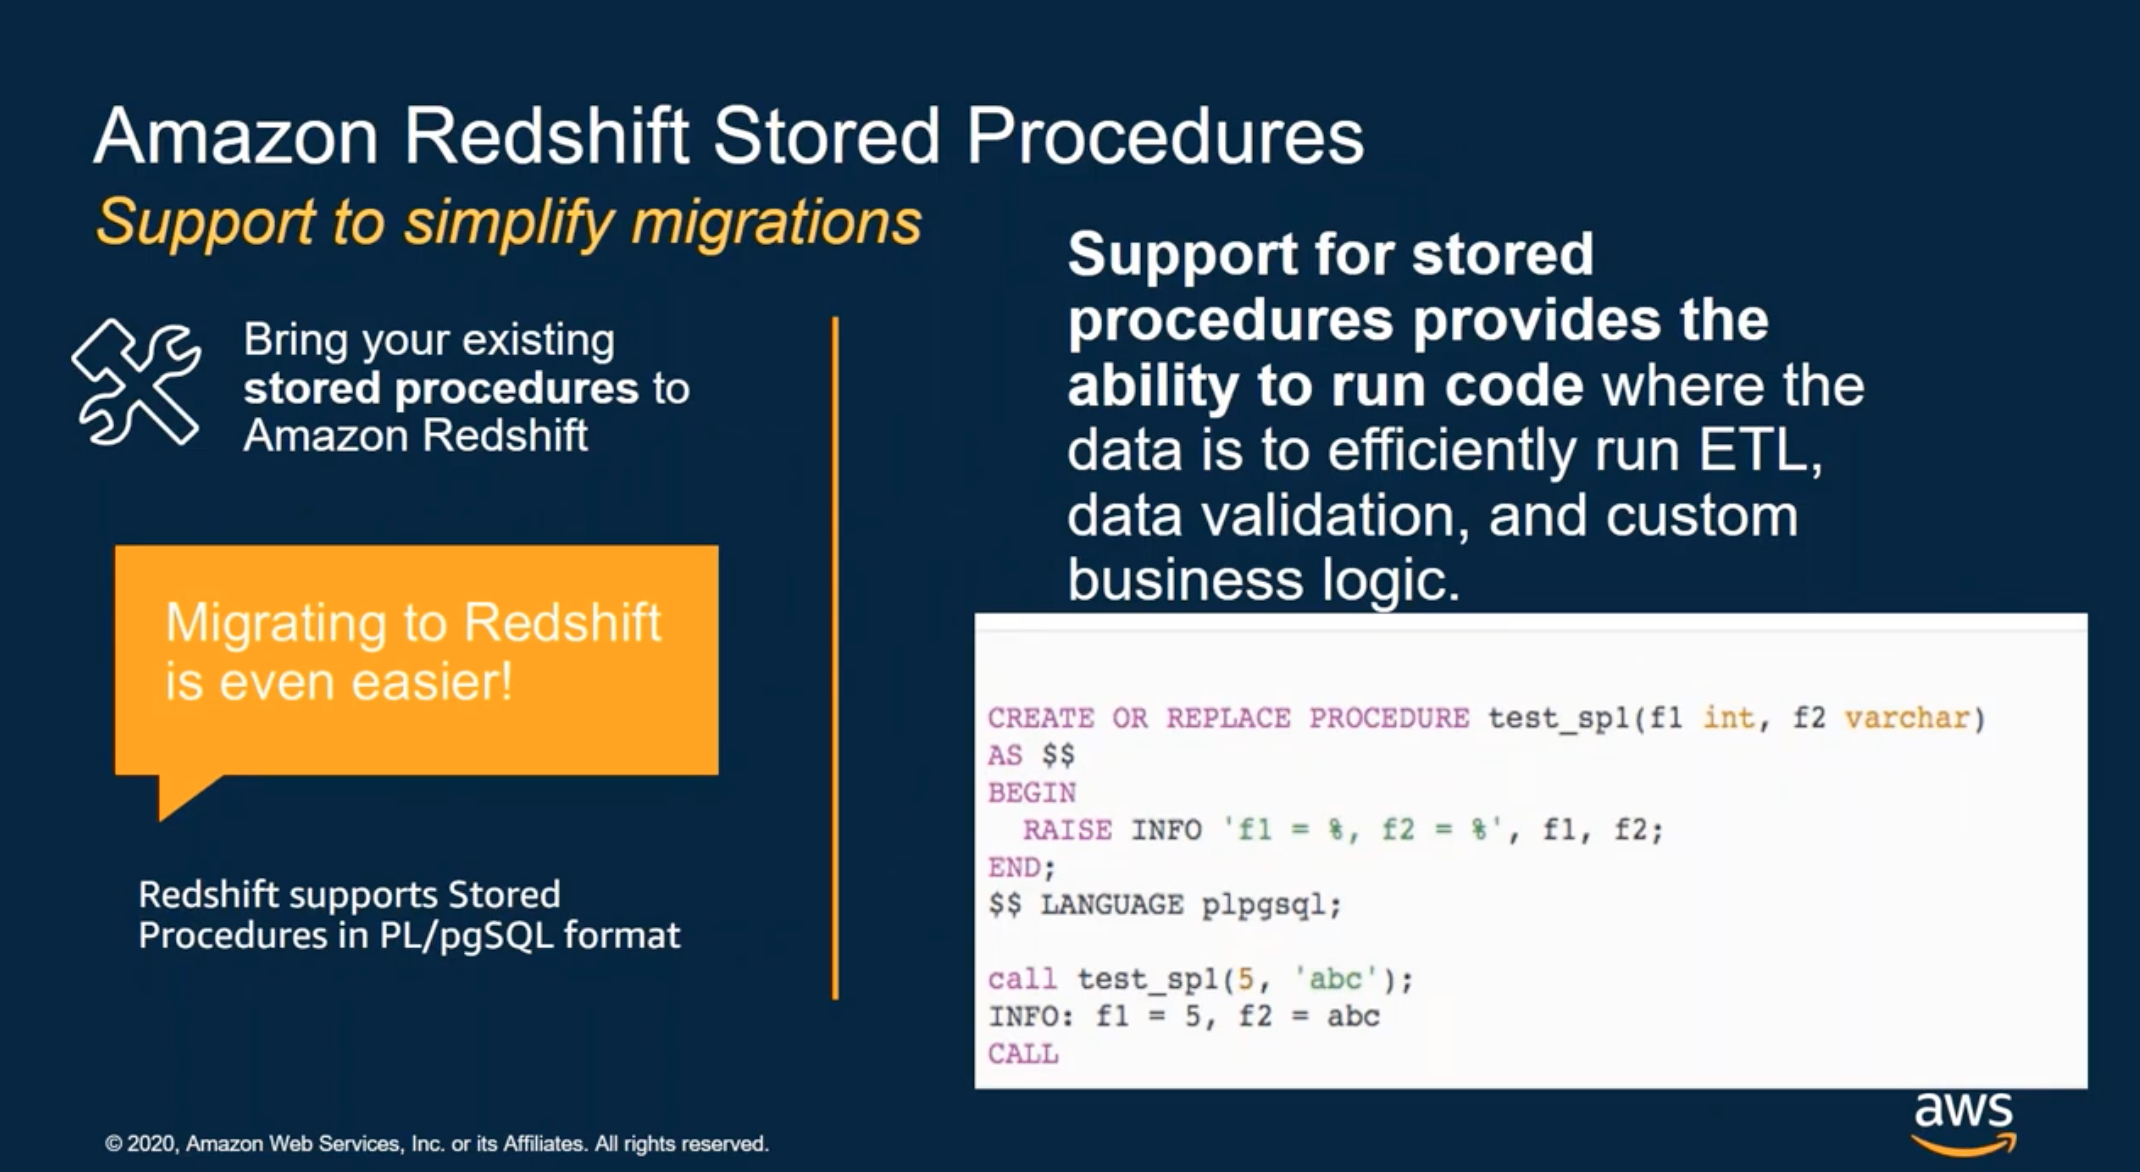 Amazon Redshift Stored Procedures
Support to simplify migrations
Bring your existing
stored procedures to
Amazon Redshift
Migrating to Redshift
is even easier!
Redshift supports Stored
Procedures in PL/pgSQL format
Support for stored
procedures provides the
ability to run code where the
data is to efficiently run ETL,
data validation, and custom
business logic.
CREATE OR REPLACE PROCEDURE test_sp1(f1 int, f2 varchar)
AS $$
BEGIN
  RAISE INFO 'f1 = %, f2 = %', f1, f2;
END;
$$ LANGUAGE plpgsql;
call test_sp1(5, 'abc');
INFO: f1 = 5, f2 = abc
CALL
© 2020, Amazon Web Services, Inc. or its Affiliates. All rights reserved.
aws